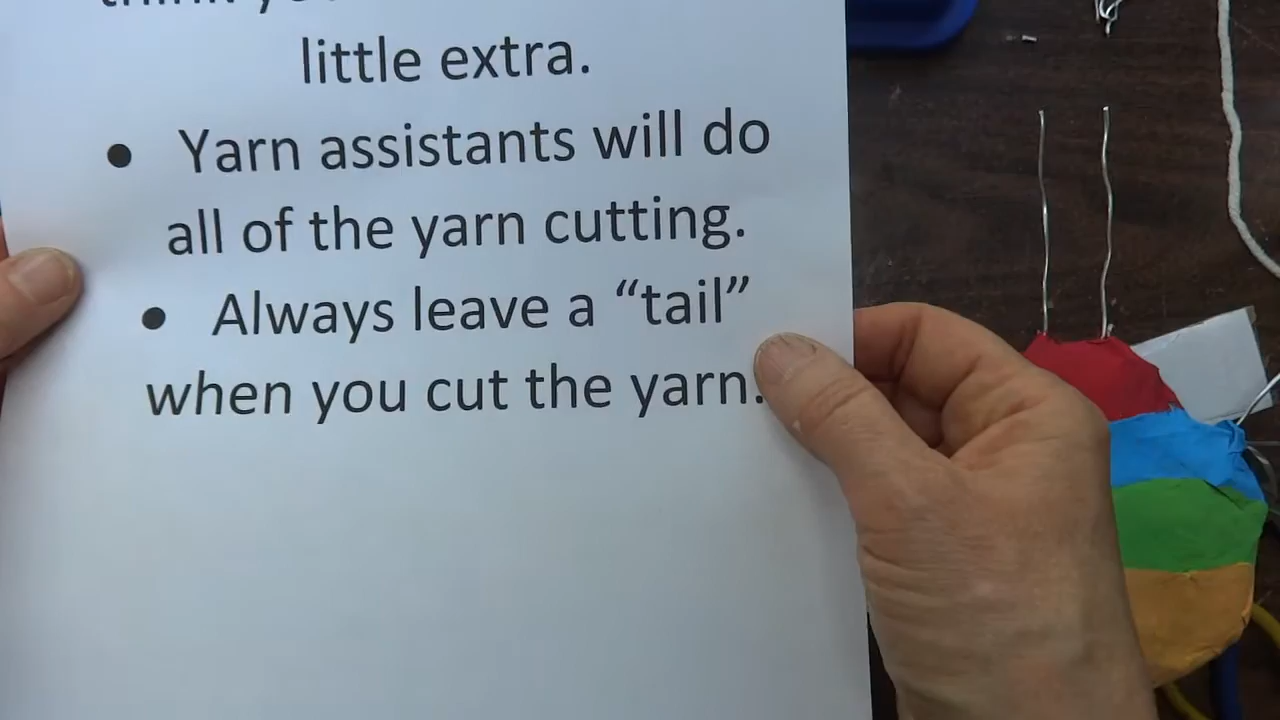 little extra.
• Yarn assistants will do
all of the yarn cutting.
• Always leave a “tail”
when you cut the yarn.